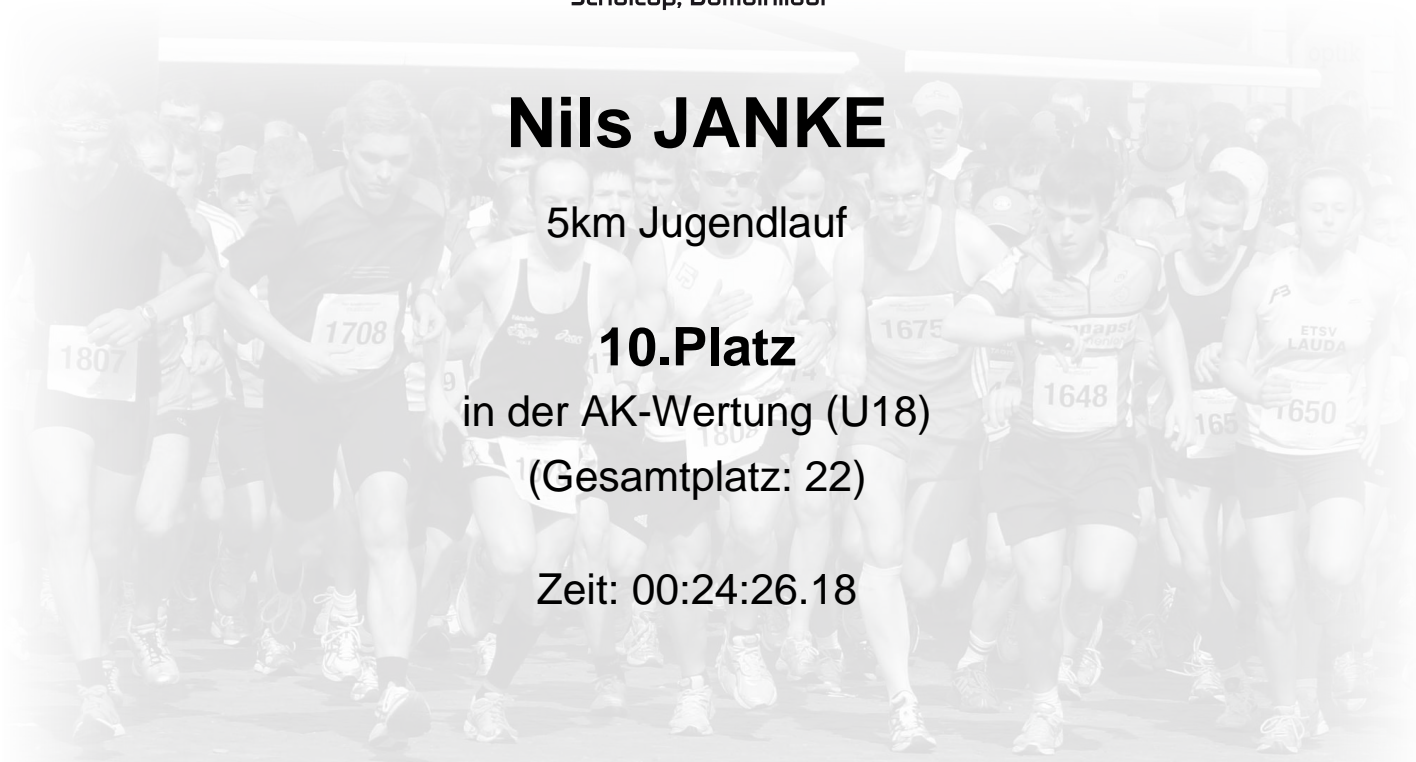 Nils JANKE
5km Jugendlauf
10.Platz
in der AK-Wertung (U18)
(Gesamtplatz: 22)
Zeit: 00:24:26.18
1807
1708
1675
1648
165
1650
ETSV
LAUDA